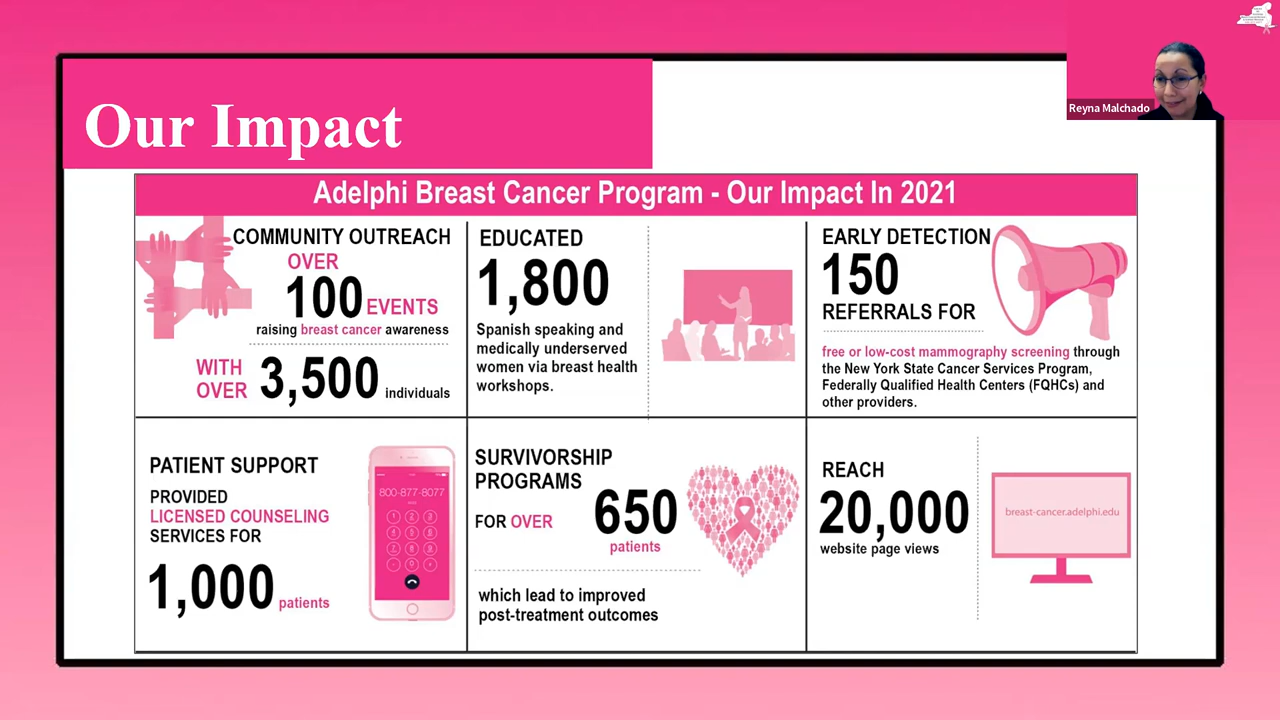 Our Impact
Reyna Malchado
Adelphi Breast Cancer Program - Our Impact In 2021
COMMUNITY OUTREACH
OVER
100 EVENTS
raising breast cancer awareness
WITH
OVER
3,500 individuals
EDUCATED
1,800
Spanish speaking and
medically underserved
women via breast health
workshops.
EARLY DETECTION
150
REFERRALS FOR
free or low-cost mammography screening through
the New York State Cancer Services Program,
Federally Qualified Health Centers (FQHCs) and
other providers.
PATIENT SUPPORT
PROVIDED
LICENSED COUNSELING
SERVICES FOR
1,000 patients
800-877-8077
SURVIVORSHIP
PROGRAMS
FOR OVER 650
patients
which lead to improved
post-treatment outcomes
REACH
20,000
website page views
breast-cancer.adelphi.edu